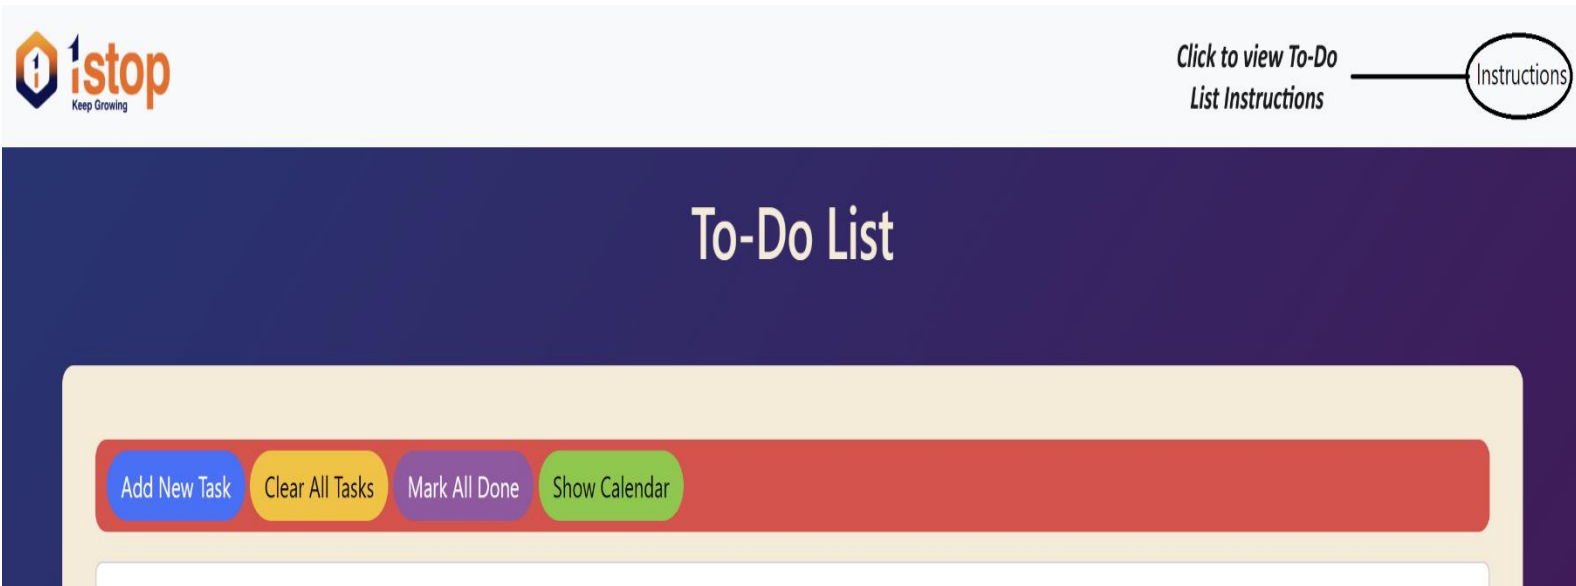 1stop
Keep Growing
Click to view To-Do
List Instructions
Instructions
To-Do List
Add New Task
Clear All Tasks
Mark All Done
Show Calendar